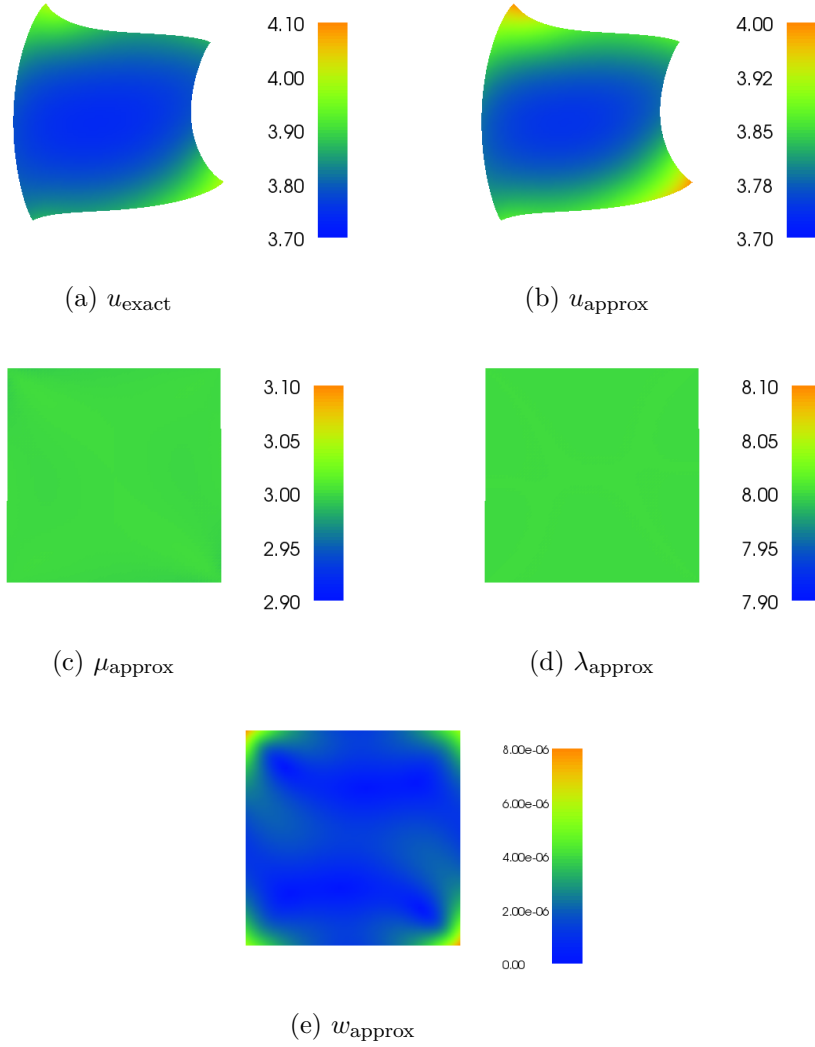 4.10
4.00
3.90
3.80
3.70
(a) u_exact
4.00
3.92
3.85
3.78
3.70
(b) u_approx
3.10
3.05
3.00
2.95
2.90
(c) μ_approx
8.10
8.05
8.00
7.95
7.90
(d) λ_approx
8.00e-06
6.00e-06
4.00e-06
2.00e-06
0.00
(e) w_approx